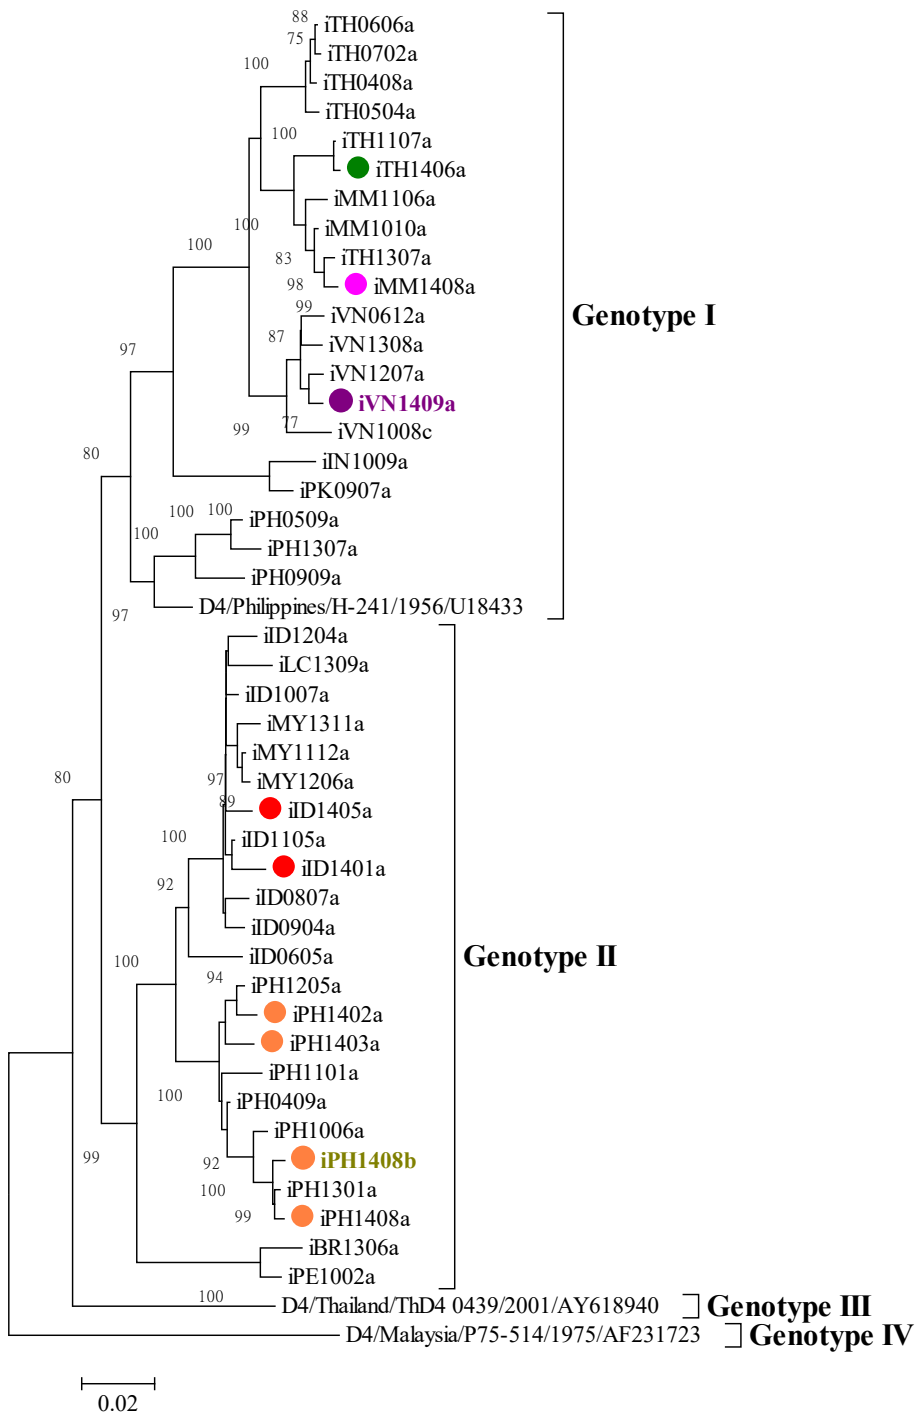 88
iTH0606a
75
iTH0702a
100
iTH0408a
iTH0504a
100
iTH1107a
iTH1406a
iMM1106a
100
iMM1010a
100
83
iTH1307a
98
iMM1408a
99
iVN0612a
Genotype I
87
iVN1308a
97
iVN1207a
iVN1409a
77
99
iVN1008c
80
iIN1009a
iPK0907a
100
100
iPH0509a
100
iPH1307a
iPH0909a
D4/Philippines/H-241/1956/U18433
97
iID1204a
iLC1309a
iID1007a
iMY1311a
iMY1112a
80
97
iMY1206a
89
iID1405a
100
iID1105a
iID1401a
92
iID0807a
iID0904a
100
iID0605a
Genotype II
94
iPH1205a
iPH1402a
iPH1403a
iPH1101a
100
iPH0409a
iPH1006a
99
92
iPH1408b
100
iPH1301a
99
iPH1408a
iBR1306a
iPE1002a
100
D4/Thailand/ThD4 0439/2001/AY618940
Genotype III
D4/Malaysia/P75-514/1975/AF231723
Genotype IV
0.02